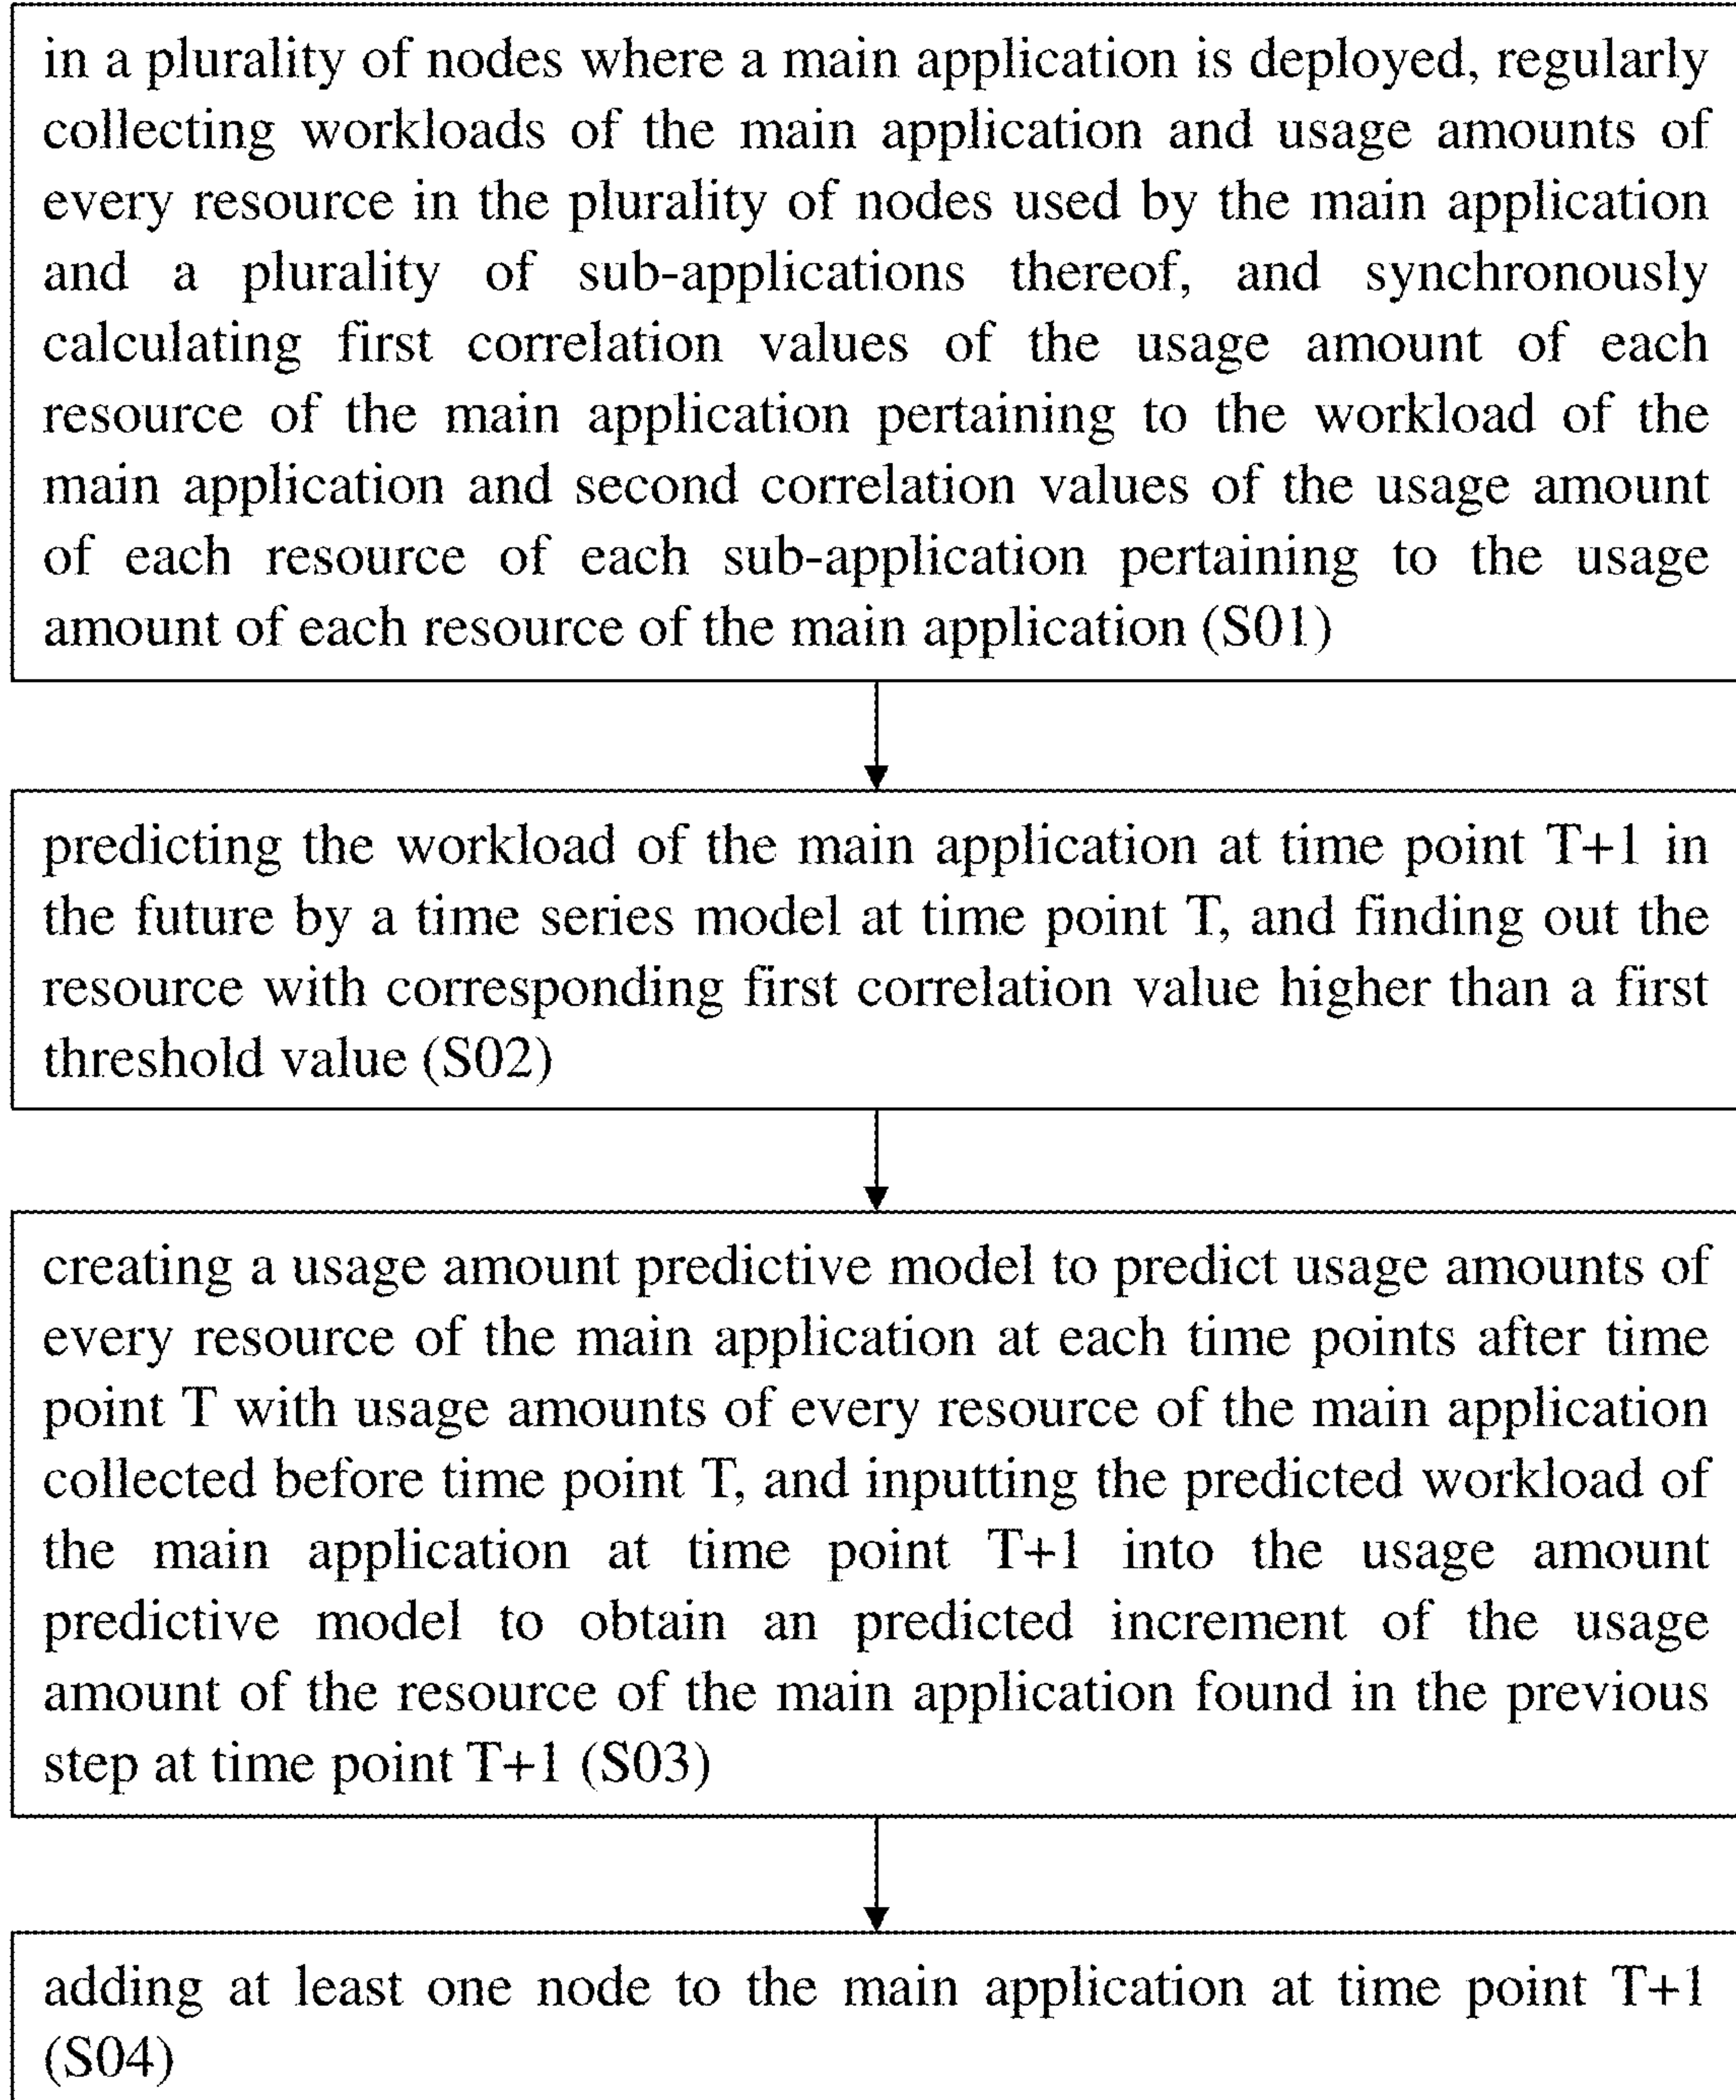 in a plurality of nodes where a main application is deployed, regularly
collecting workloads of the main application and usage amounts of
every resource in the plurality of nodes used by the main application
and a plurality of sub-applications thereof, and synchronously
calculating first correlation values of the usage amount of each
resource of the main application pertaining to the workload of the
main application and second correlation values of the usage amount
of each resource of each sub-application pertaining to the usage
amount of each resource of the main application (S01)
predicting the workload of the main application at time point T+1 in
the future by a time series model at time point T, and finding out the
resource with corresponding first correlation value higher than a first
threshold value (S02)
creating a usage amount predictive model to predict usage amounts of
every resource of the main application at each time points after time
point T with usage amounts of every resource of the main application
collected before time point T, and inputting the predicted workload of
the main application at time point T+1 into the usage amount
predictive model to obtain an predicted increment of the usage
amount of the resource of the main application found in the previous
step at time point T+1 (S03)
adding at least one node to the main application at time point T+1
(S04)